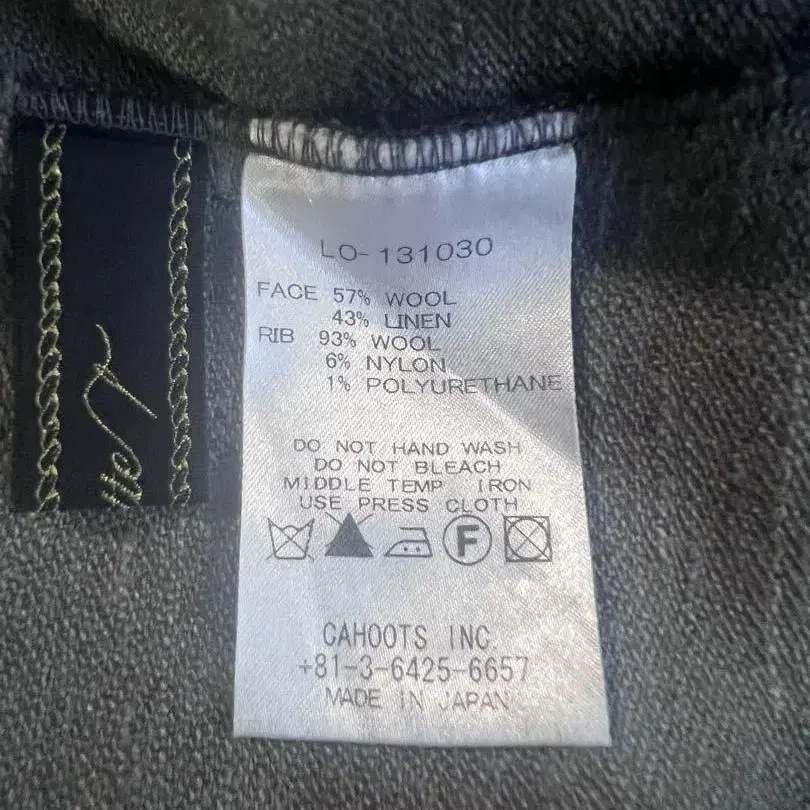 LO-131030
FACE 57% WOOL
43% LINEN
RIB 93% WOOL
6% NYLON
1% POLYURETHANE
DO NOT HAND WASH
DO NOT BLEACH
MIDDLE TEMP IRON
USE PRESS CLOTH
F
CAHOOTS INC.
+81-3-6425-6657
MADE IN JAPAN